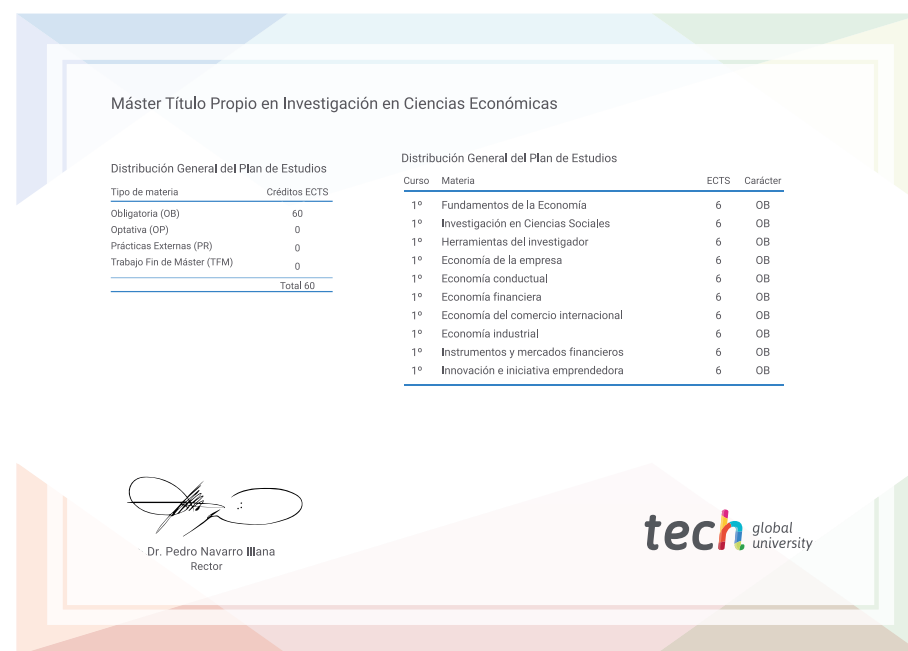 Máster Título Propio en Investigación en Ciencias Económicas
Distribución General del Plan de Estudios
Tipo de materia Créditos ECTS
Obligatoria (OB) 60
Optativa (OP) 0
Prácticas Externas (PR) 0
Trabajo Fin de Máster (TFM) 0
Total 60
Distribución General del Plan de Estudios
Curso Materia ECTS Carácter
1º Fundamentos de la Economía 6 OB
1º Investigación en Ciencias Sociales 6 OB
1º Herramientas del investigador 6 OB
1º Economía de la empresa 6 OB
1º Economía conductual 6 OB
1º Economía financiera 6 OB
1º Economía del comercio internacional 6 OB
1º Economía industrial 6 OB
1º Instrumentos y mercados financieros 6 OB
1º Innovación e iniciativa emprendedora 6 OB
Dr. Pedro Navarro Illana
Rector
tech global
university